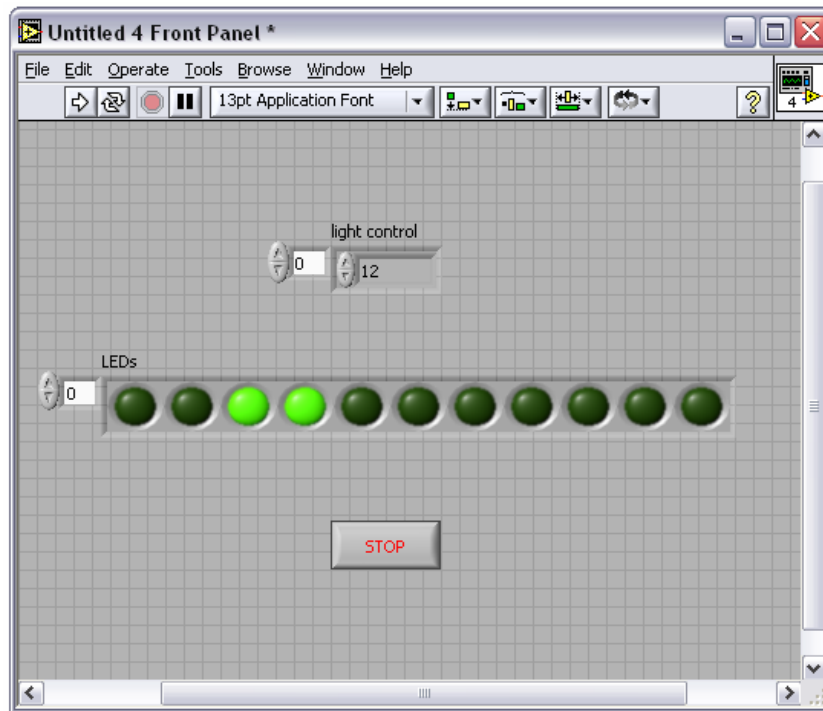 Untitled 4 Front Panel *
File Edit Operate Tools Browse Window Help
13pt Application Font
4
light control
0 12
LEDs
0
STOP